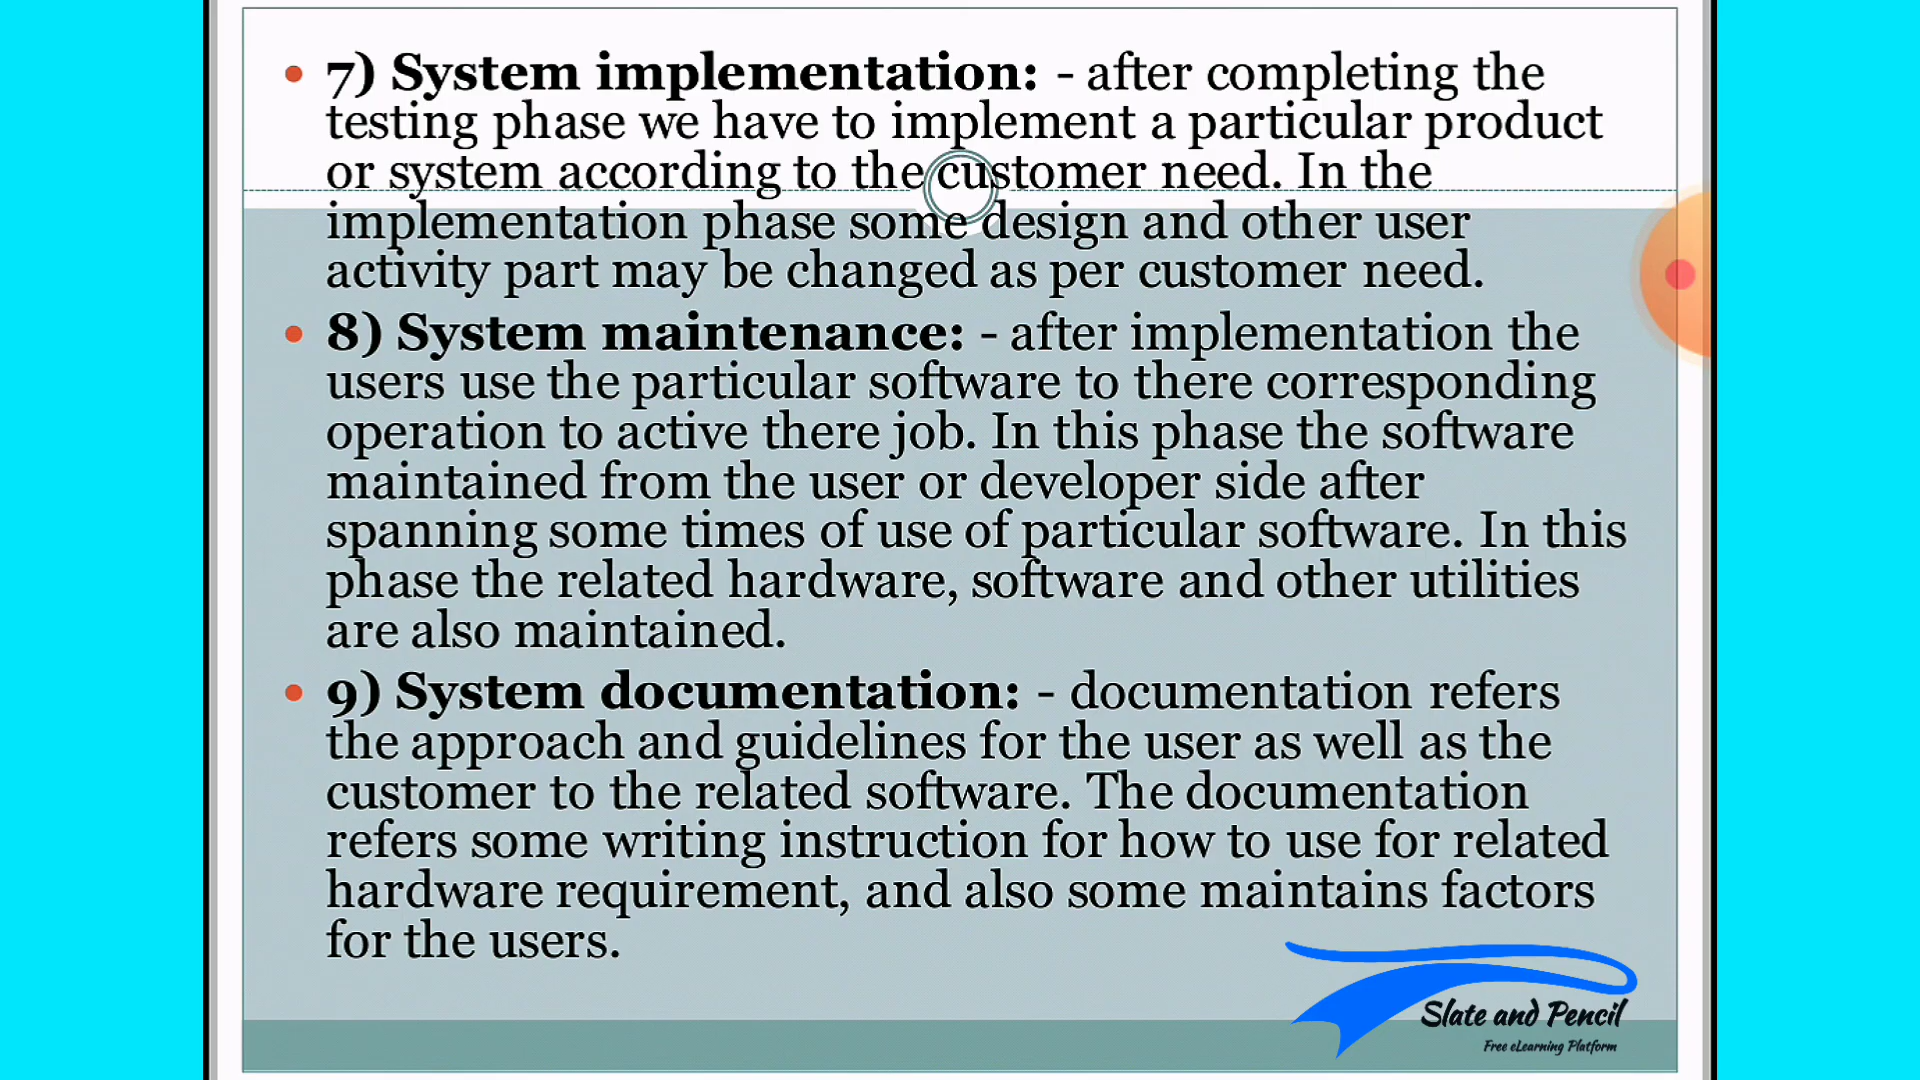 • 7) System implementation: - after completing the
testing phase we have to implement a particular product
or system according to the customer need. In the
implementation phase some design and other user
activity part may be changed as per customer need.
• 8) System maintenance: - after implementation the
users use the particular software to there corresponding
operation to active there job. In this phase the software
maintained from the user or developer side after
spanning some times of use of particular software. In this
phase the related hardware, software and other utilities
are also maintained.
• 9) System documentation: - documentation refers
the approach and guidelines for the user as well as the
customer to the related software. The documentation
refers some writing instruction for how to use for related
hardware requirement, and also some maintains factors
for the users.
Slate and Pencil
Free eLearning Platform